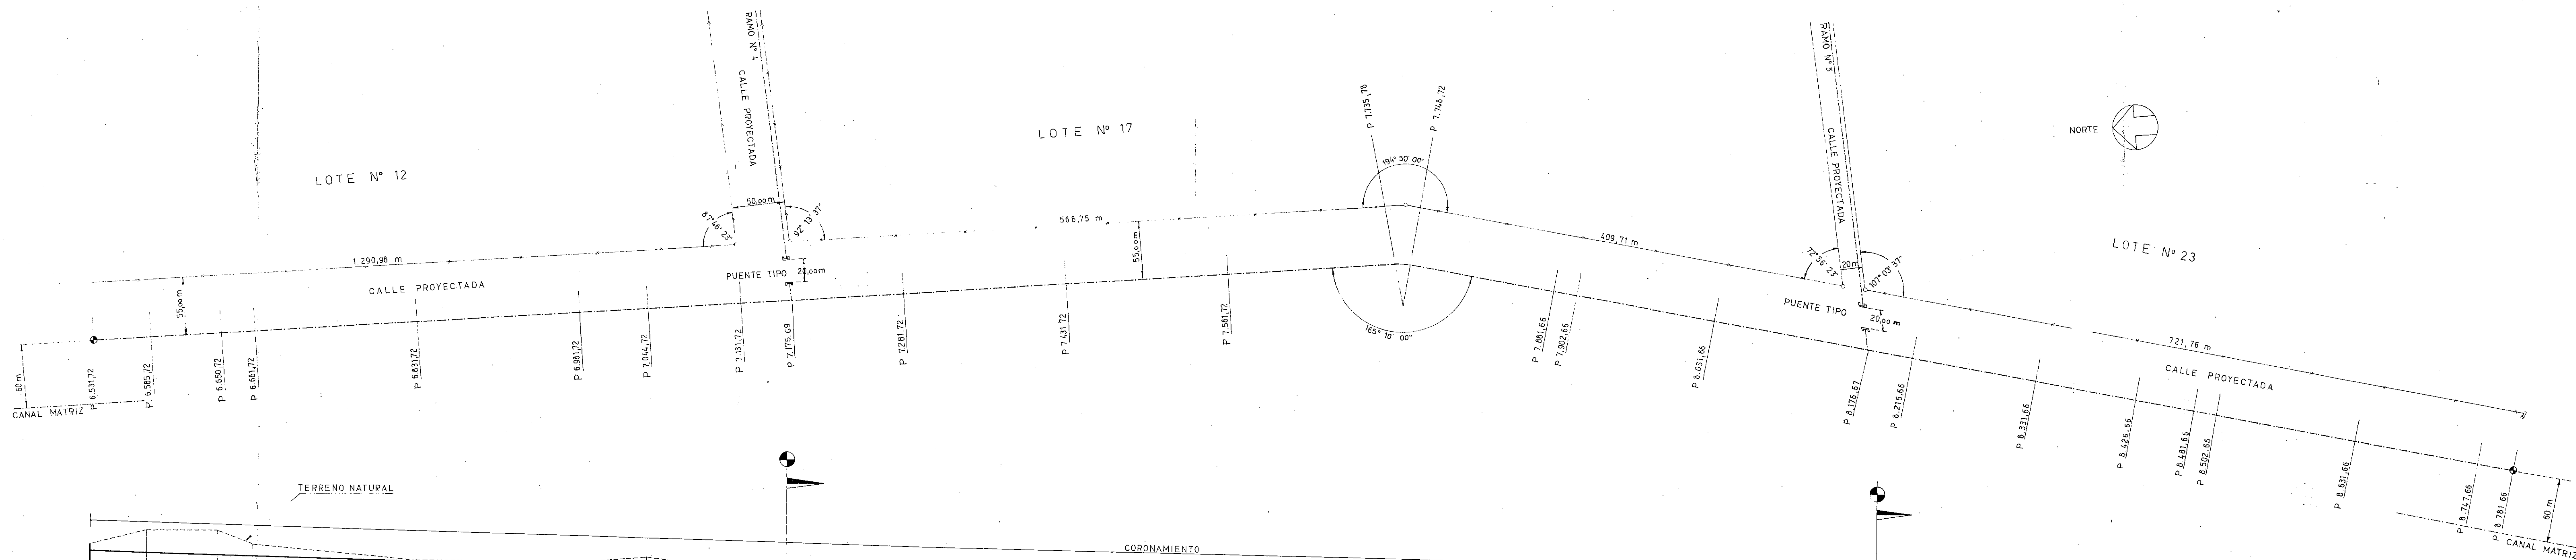 RAMO Nº 4
CALLE PROYECTADA
LOTE Nº 12
LOTE Nº 17
P 7.735,78
P 7.748,72
194° 50' 00"
RAMO Nº 5
CALLE PROYECTADA
NORTE
LOTE Nº 23
50,00 m
87° 46' 23"
92° 13' 37"
566,75 m
55,00 m
409,71 m
72° 56' 23"
20 m
107° 03' 37"
1.290,98 m
CALLE PROYECTADA
55,00 m
PUENTE TIPO 20,00 m
PUENTE TIPO
20,00 m
721,76 m
CALLE PROYECTADA
165° 10' 00"
60 m
CANAL MATRIZ
P 6.531,72
P. 6.585,72
P 6.650,72
P 6.681,72
P 6.831,72
P 6.981,72
P 7.044,72
P 7.131,72
P 7.175,69
P 7.281,72
P 7.431,72
P 7.581,72
P 7.881,66
P 7.902,66
P 8.031,66
P 8.176,67
P 8.216,66
P 8.331,66
P 8.426,66
P 8.481,66
P 8.502,66
P 8.631,66
P 8.747,66
P. 8.781,66
60 m
CANAL MATRIZ
TERRENO NATURAL
CORONAMIENTO